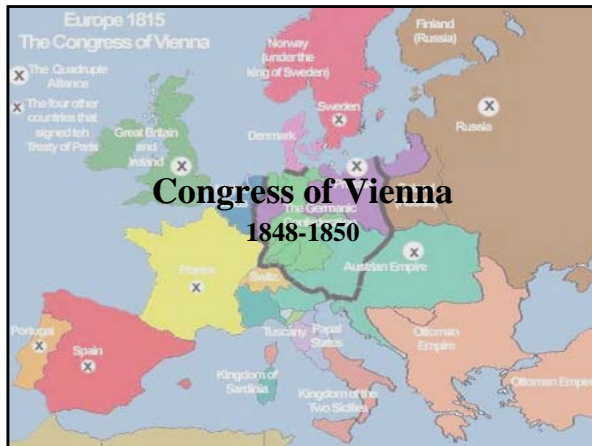 Europe 1815
The Congress of Vienna
The Quadruple
Alliance
The four other
countries that
signed teh
Treaty of Paris
Norway
(under the
king of Sweden)
Finland
(Russia)
Sweden
Russia
Denmark
Great Britain
and
Ireland
Congress of Vienna
1848-1850
The Germanic
France
Switz.
Austrian Empire
Portugal
Spain
Tuscany
Papal
States
Ottoman
Empire
Kingdom of
Sardinia
Kingdom of the
Two Sicilies
Ottoman Empire